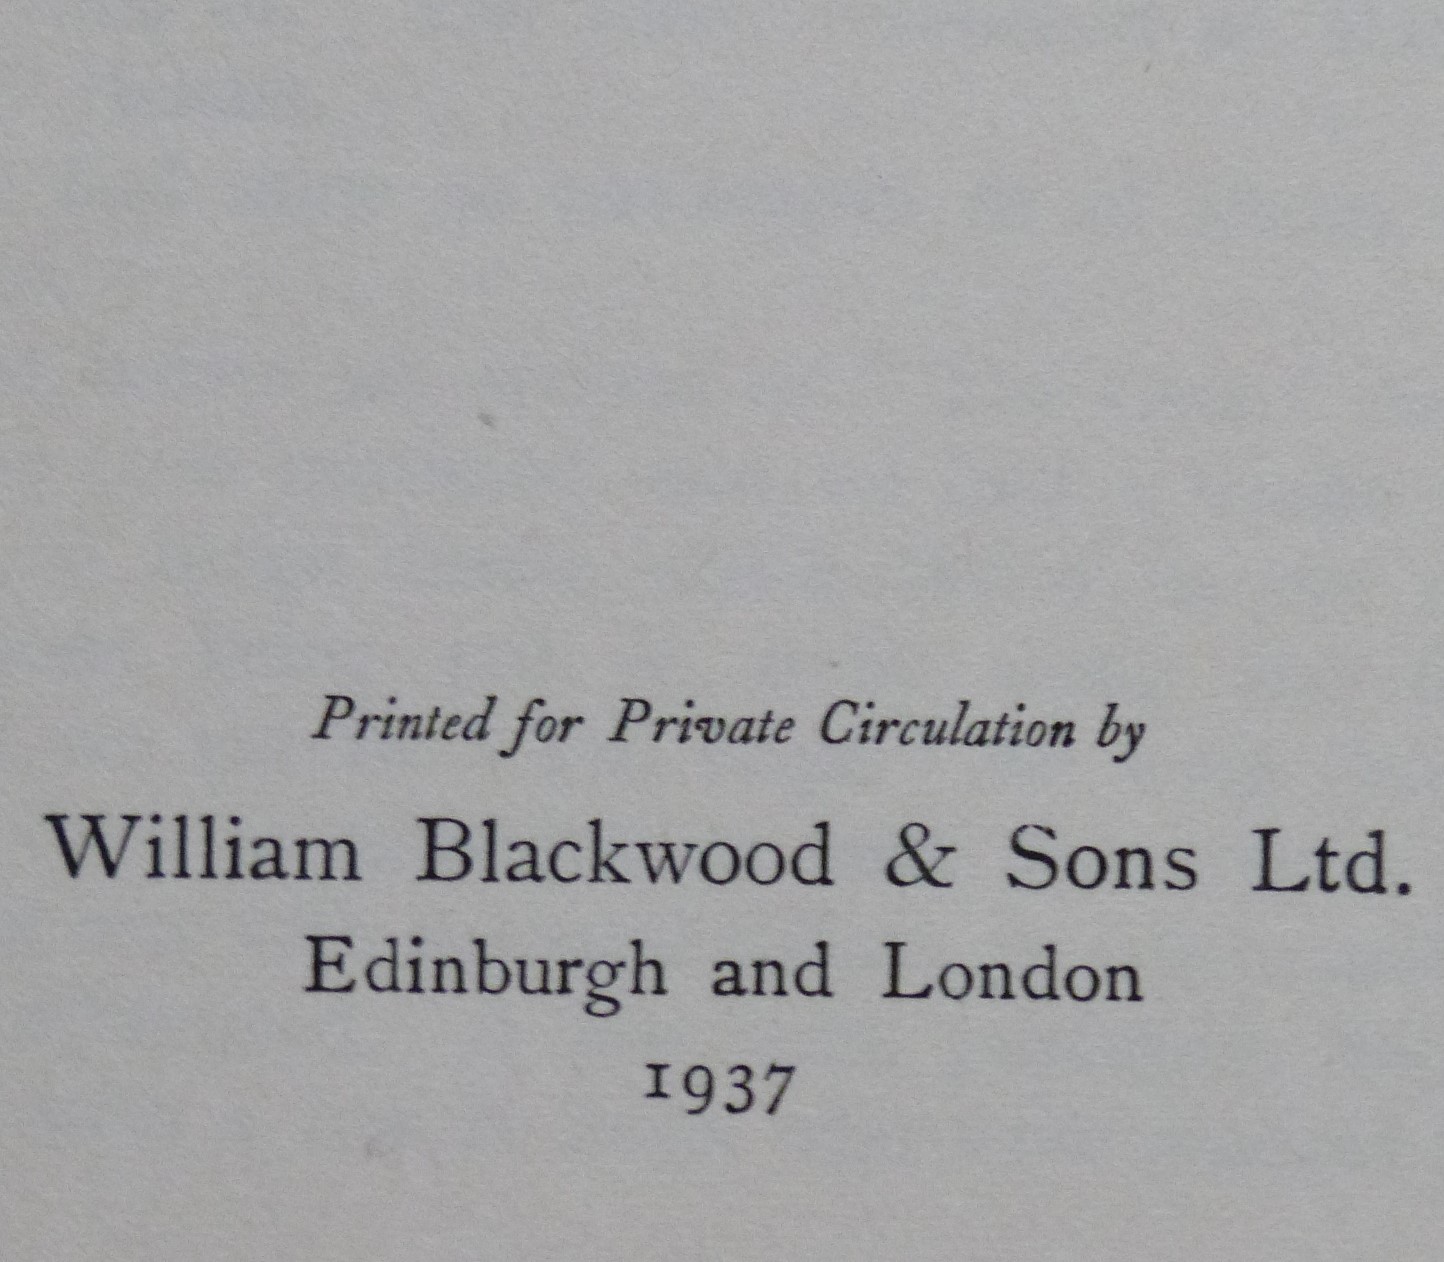 Printed for Private Circulation by
William Blackwood & Sons Ltd.
Edinburgh and London
1937